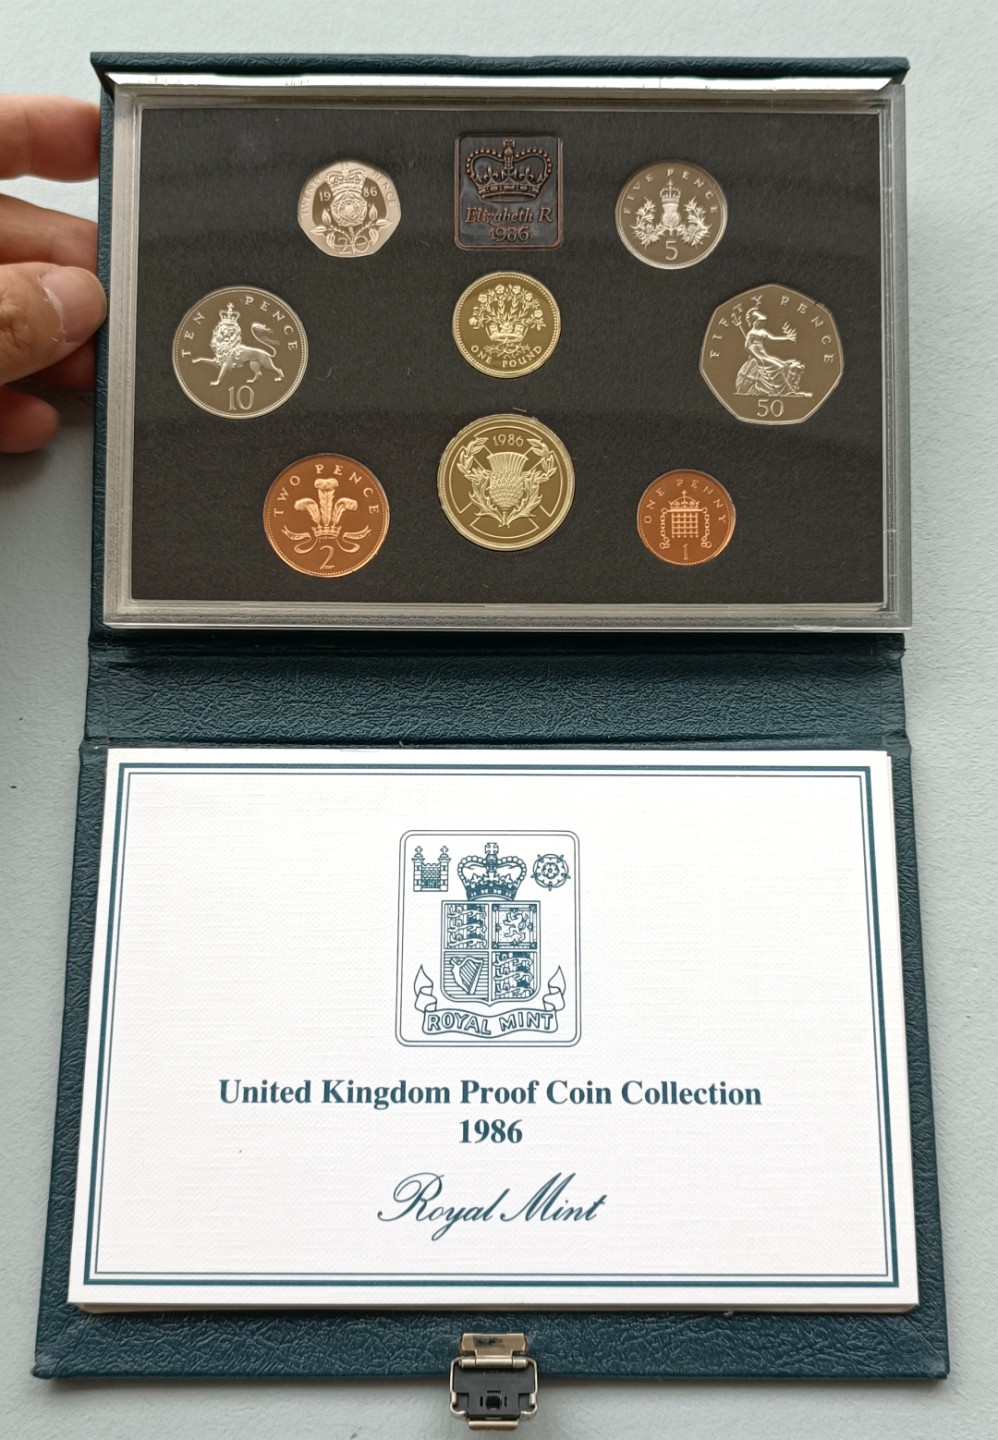 TWENTY PENCE
1986
Elizabeth R
1986
FIVE PENCE
5
TEN PENCE
10
ONE POUND
FIFTY PENCE
50
TWO PENCE
2
1986
ONE PENNY
1
ROYAL MINT
United Kingdom Proof Coin Collection
1986
Royal Mint